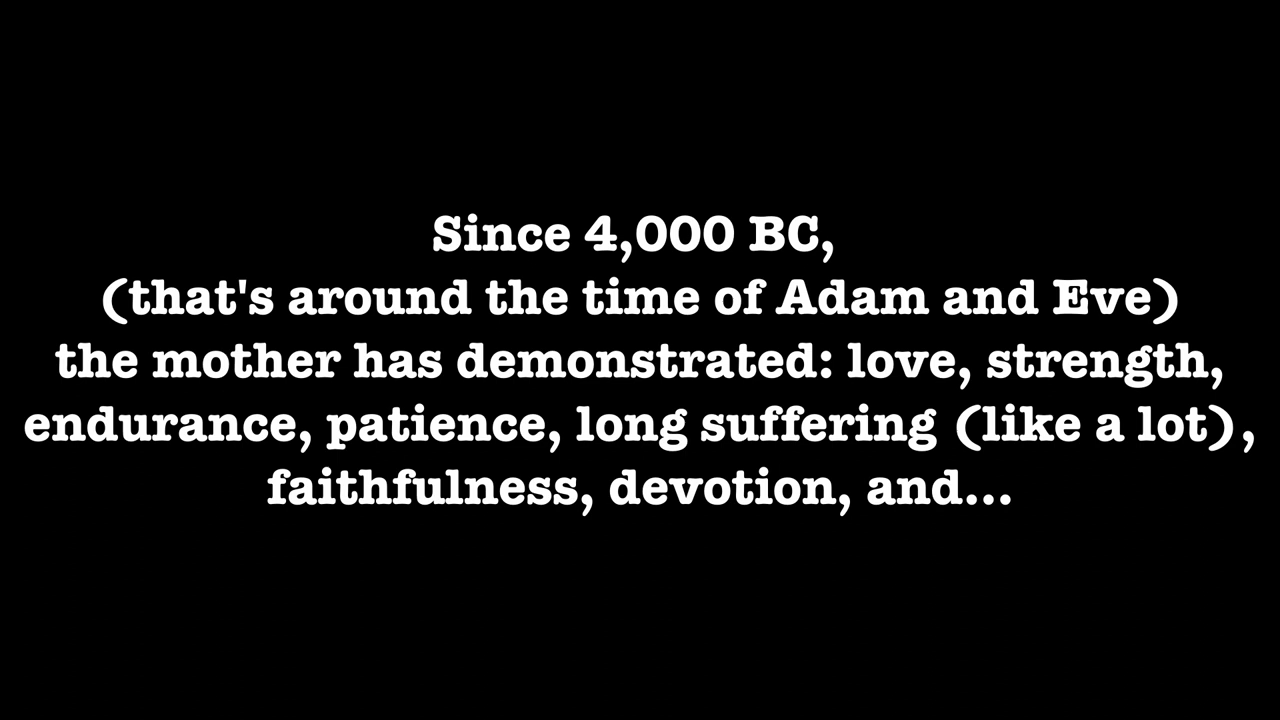 Since 4,000 BC,
(that's around the time of Adam and Eve)
the mother has demonstrated: love, strength,
endurance, patience, long suffering (like a lot),
faithfulness, devotion, and...